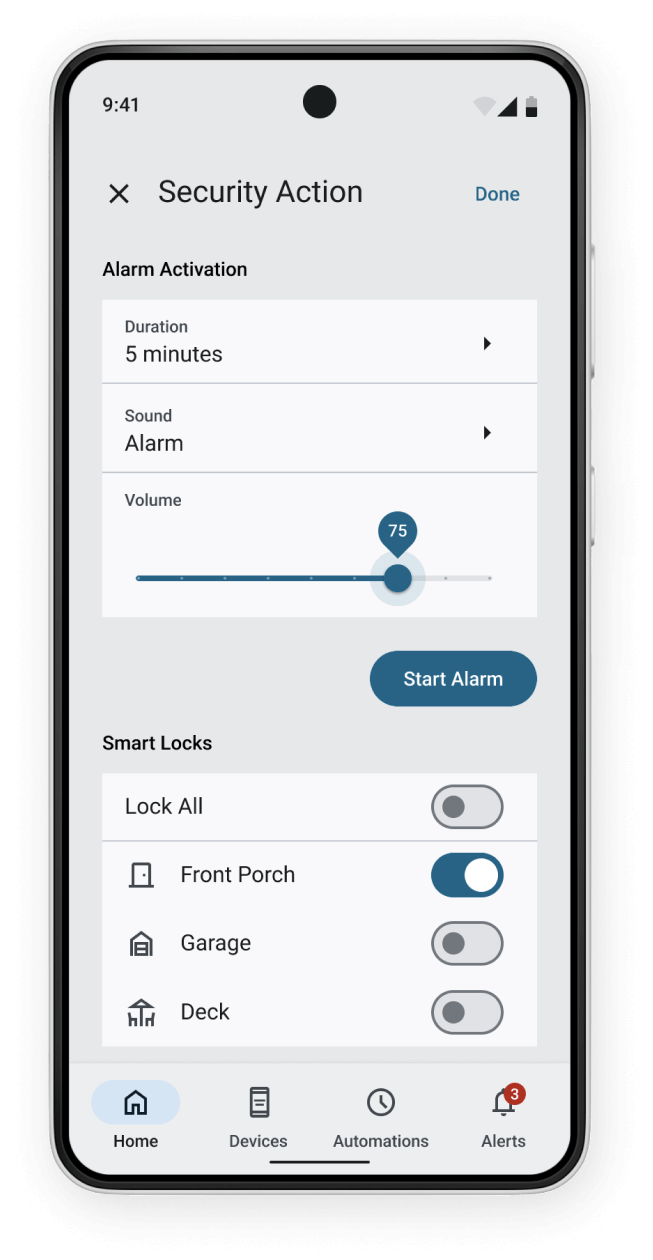 9:41
Security Action
Done
Alarm Activation
Duration
5 minutes
Sound
Alarm
Volume
75
Start Alarm
Smart Locks
Lock All
Front Porch
Garage
Deck
3
Home
Devices
Automations
Alerts